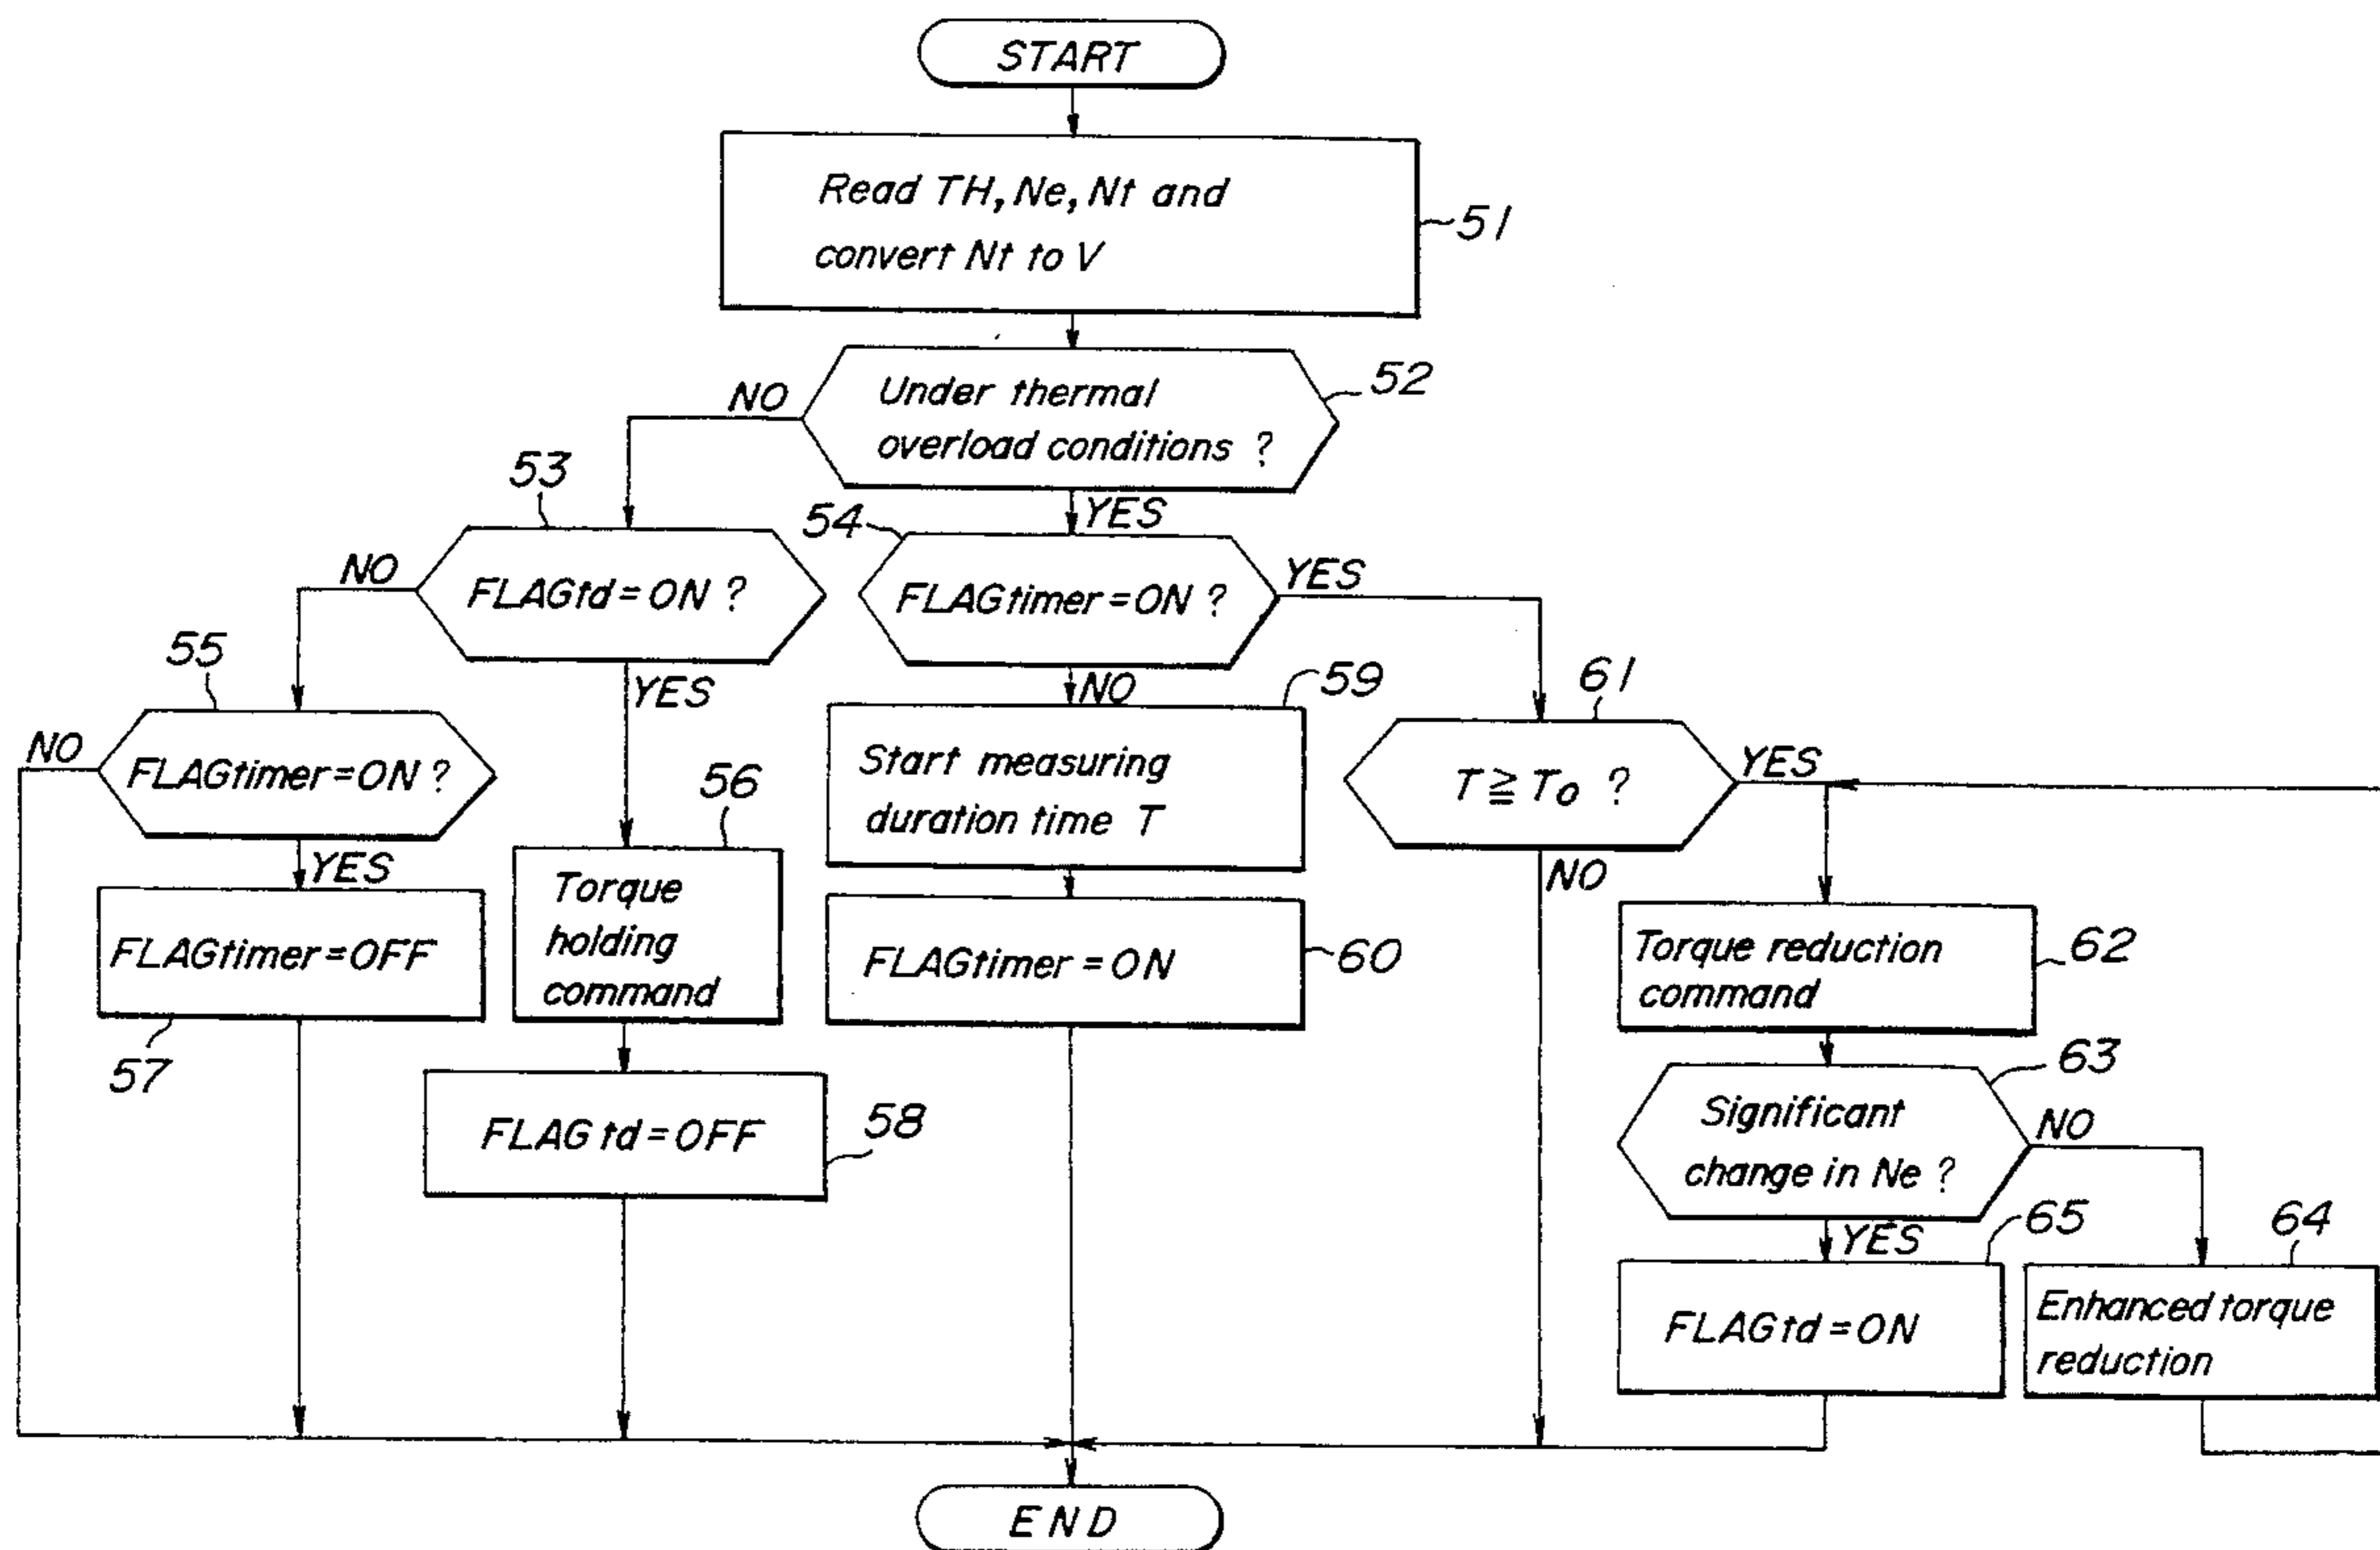 START
Read TH, Ne, Nt and
convert Nt to V
51
Under thermal
overload conditions ?
52
NO
YES
53
FLAGtd = ON ?
NO
YES
54
FLAGtimer = ON ?
YES
NO
55
FLAGtimer = ON ?
NO
YES
56
Torque
holding
command
57
FLAGtimer = OFF
58
FLAG td = OFF
59
Start measuring
duration time T
60
FLAGtimer = ON
61
T ≧ To ?
YES
NO
62
Torque reduction
command
63
Significant
change in Ne ?
NO
YES
64
Enhanced torque
reduction
65
FLAG td = ON
END